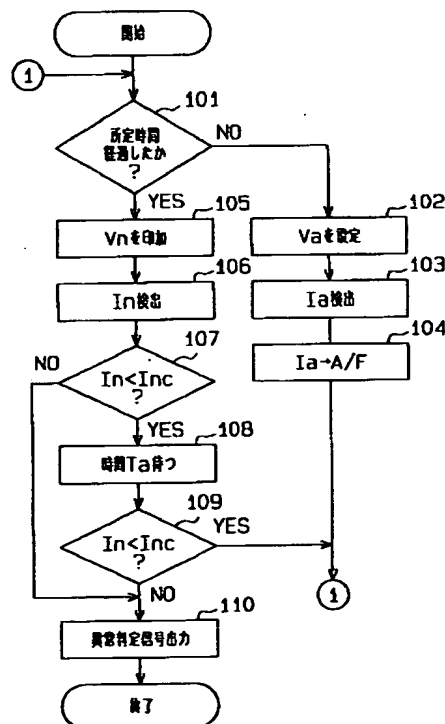 開始
1
101
所定時間
経過したか
?
NO
YES
105
Vnを印加
102
Vaを設定
106
In検出
103
Ia検出
104
Ia→A/F
107
NO
In<Inc
?
YES
108
時間Ta待つ
109
In<Inc
?
YES
NO
1
110
異常判定信号出力
終了